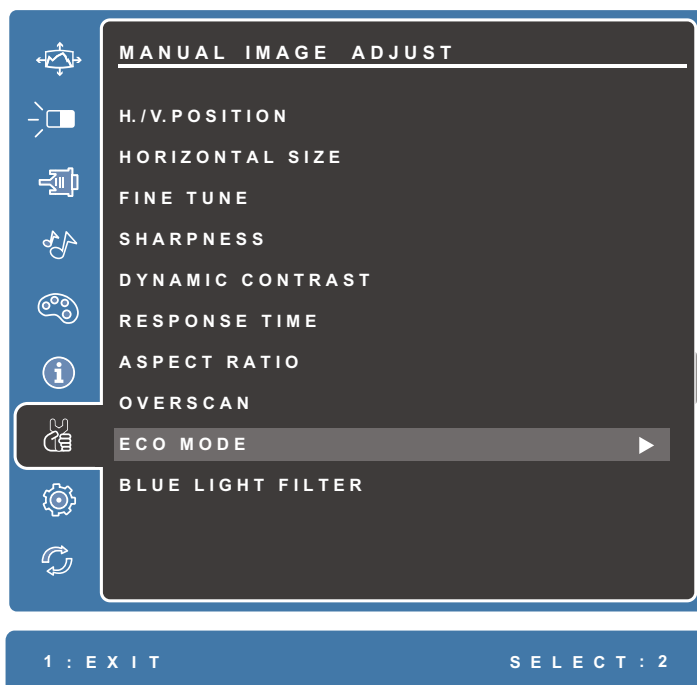 MANUAL IMAGE ADJUST
H./V.POSITION
HORIZONTAL SIZE
FINE TUNE
SHARPNESS
DYNAMIC CONTRAST
RESPONSE TIME
ASPECT RATIO
OVERSCAN
ECO MODE
BLUE LIGHT FILTER
1:EXIT SELECT:2